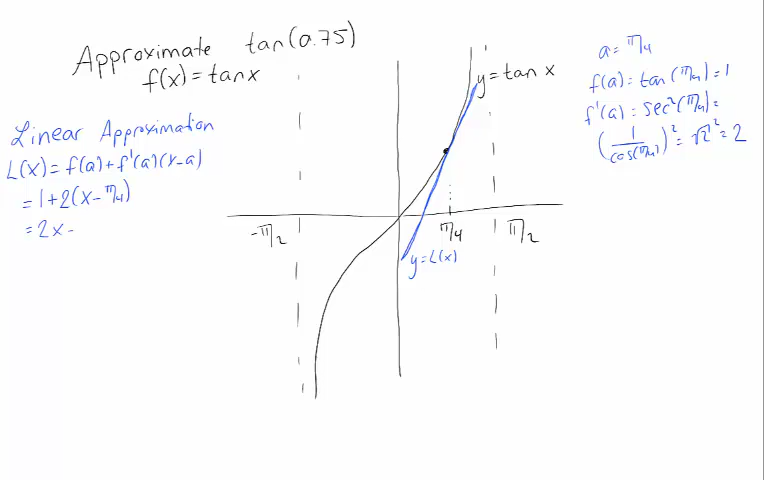 Approximate tan(0.75)
f(x) = tanx
Linear Approximation
L(x) = f(a) + f'(a)(x-a)
= 1+2(x-π/4)
= 2x -
y = tan x
-π/2
π/4
π/2
y=L(x)
a = π/4
f(a) = tan(π/4) = 1
f'(a) = sec²(π/4) =
(1/cos(π/4))² = √2² = 2